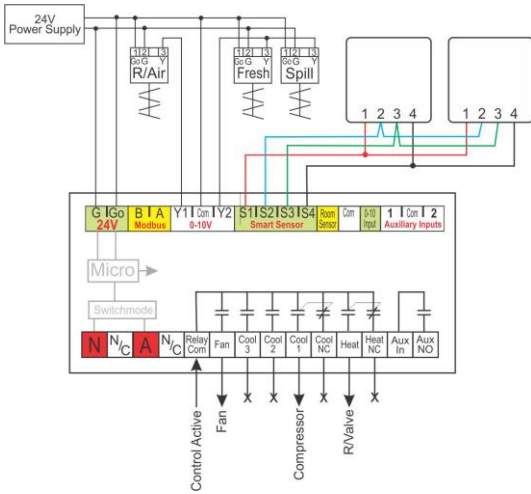 24V
Power Supply
1 2 3
Go G Y
R/Air
1 2 3
Go G Y
Fresh
1 2 3
Go G Y
Spill
1 2 3 4
1 2 3 4
G Go
24V
B A
Modbus
Y1 Com Y2
0-10V
S1 S2 S3 S4
Smart Sensor
Room
Sensor
Com
0-10
Input
1 Com 2
Auxiliary Inputs
Micro
Switchmode
N
N/C
A
N/C
Relay
Com
Fan
Cool
3
Cool
2
Cool
1
Cool
NC
Heat
Heat
NC
Aux
In
Aux
NO
Control Active
Fan
X
X
Compressor
X
R/Valve
X